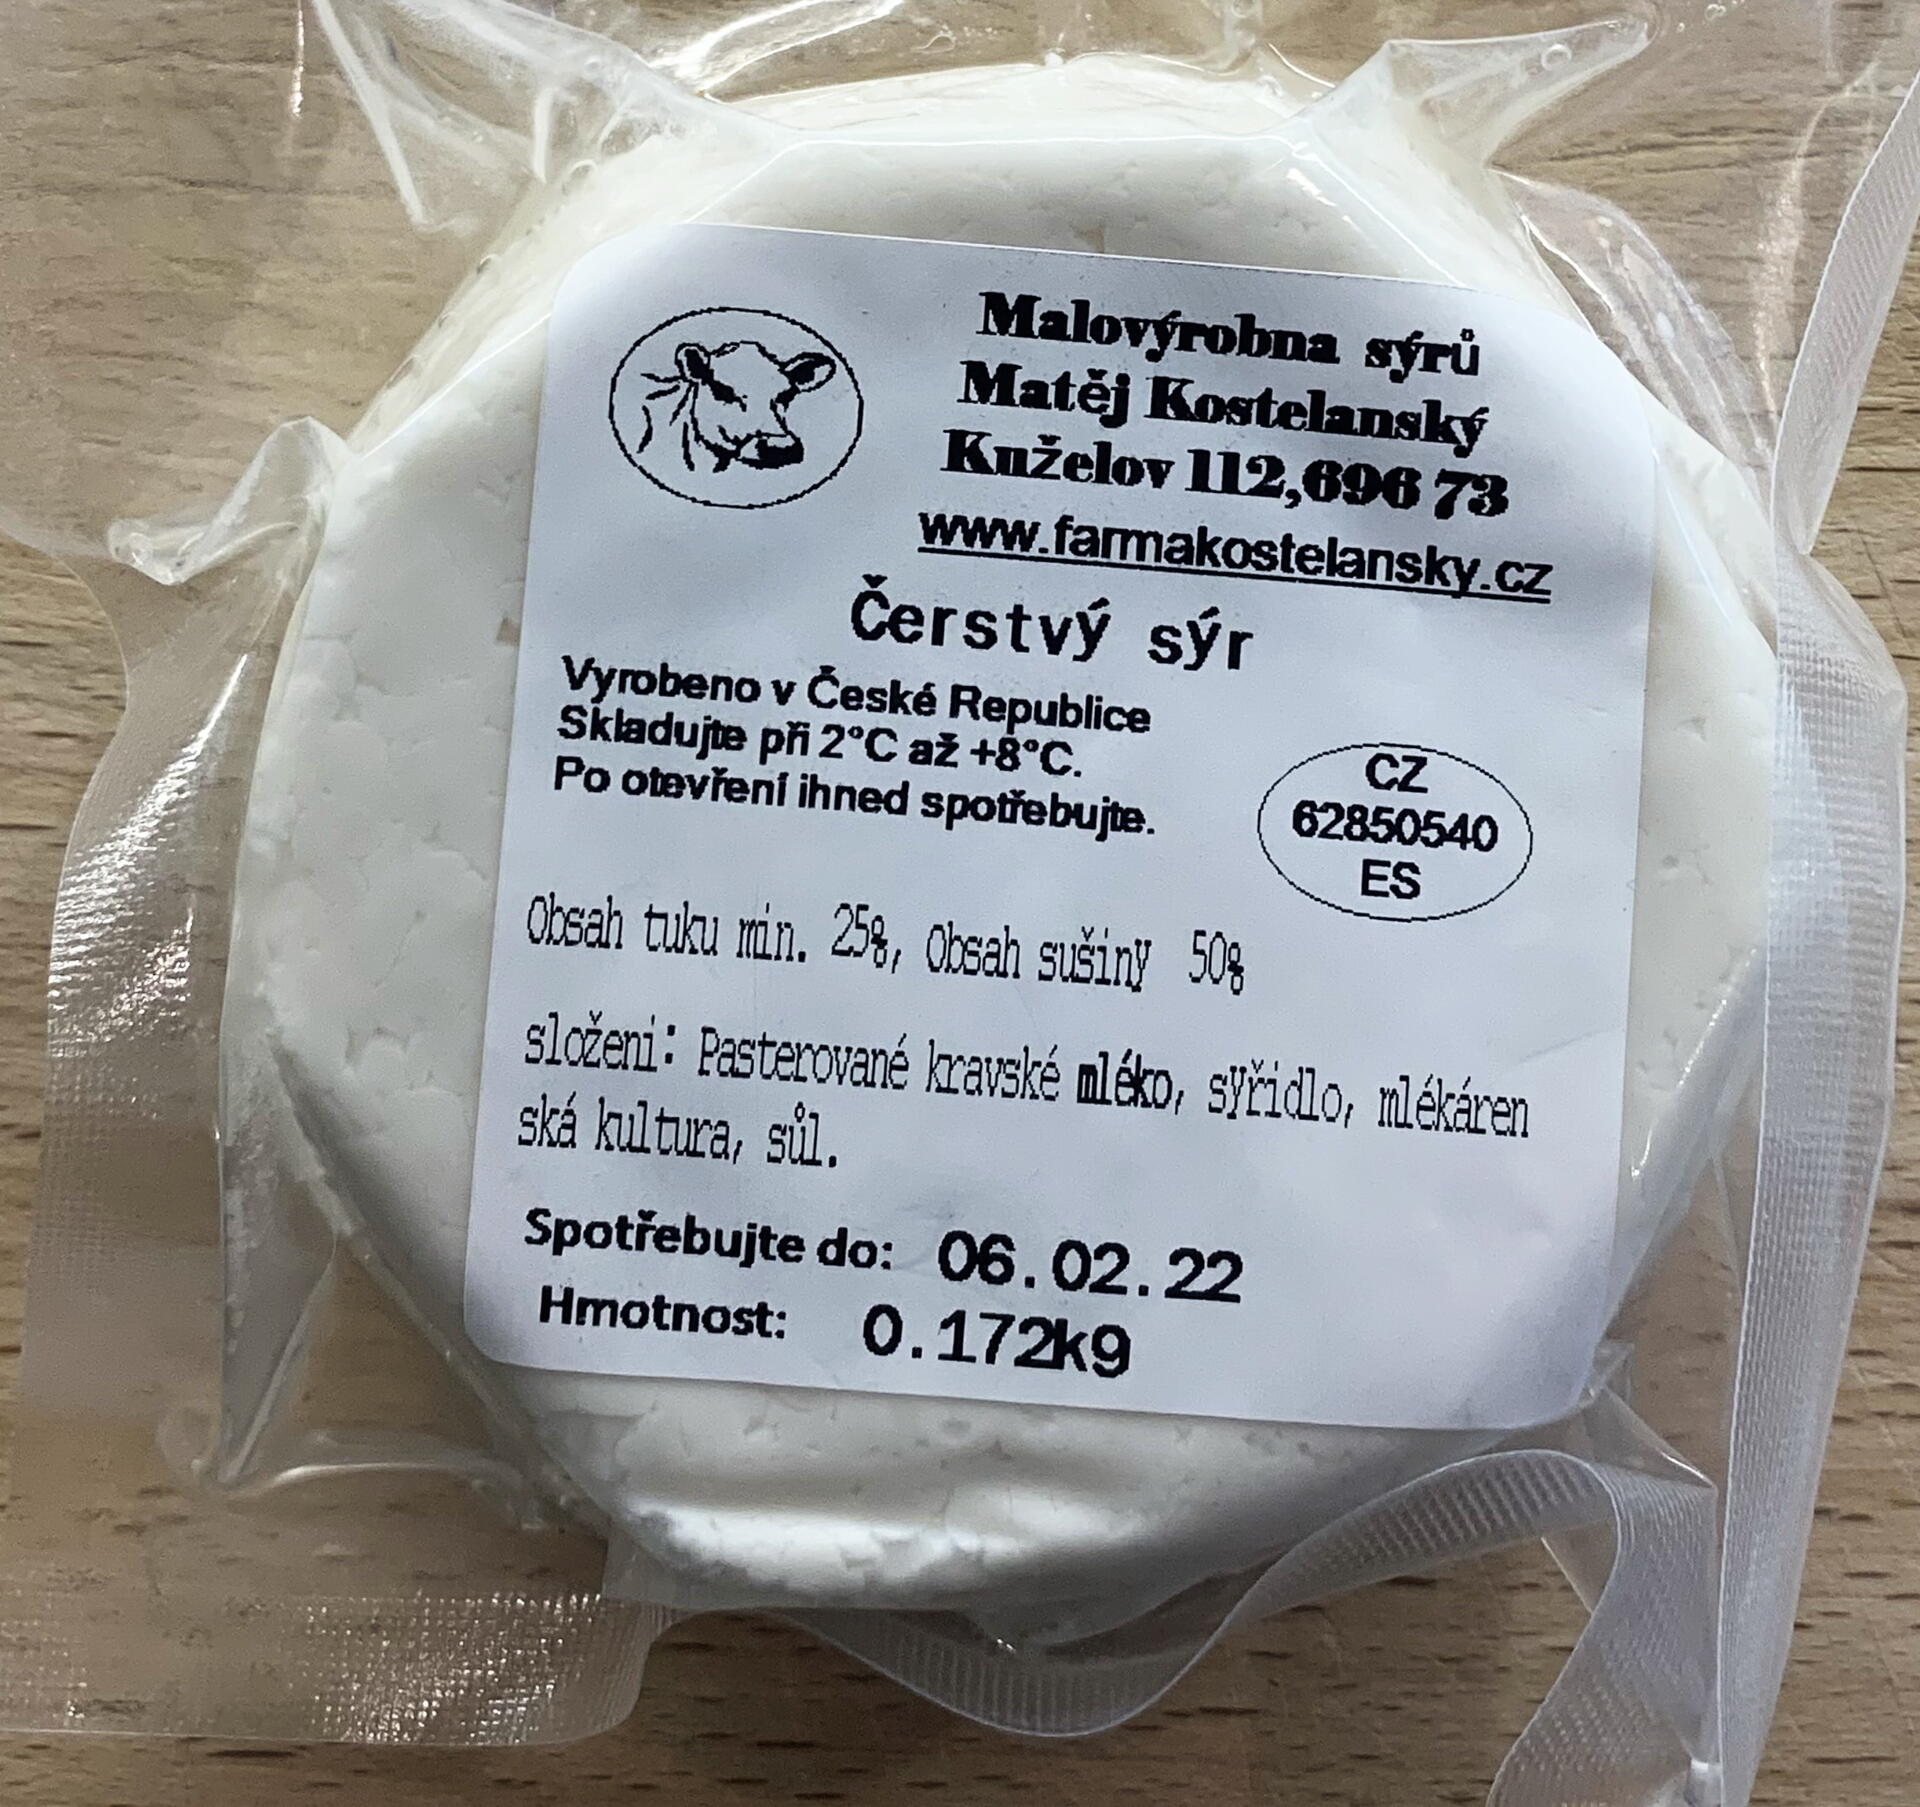 Malovýrobna sýrů
Matěj Kostelanský
Kuželov 112,696 73
www.farmakostelansky.cz
Čerstvý sýr
Vyrobeno v České Republice
Skladujte při 2°C až +8°C.
Po otevření ihned spotřebujte.
CZ
62850540
ES
Obsah tuku min. 25%, Obsah sušiny 50%
složeni: Pasterované kravské mléko, syřidlo, mlékáren
ská kultura, sůl.
Spotřebujte do: 06.02.22
Hmotnost: 0.172kg